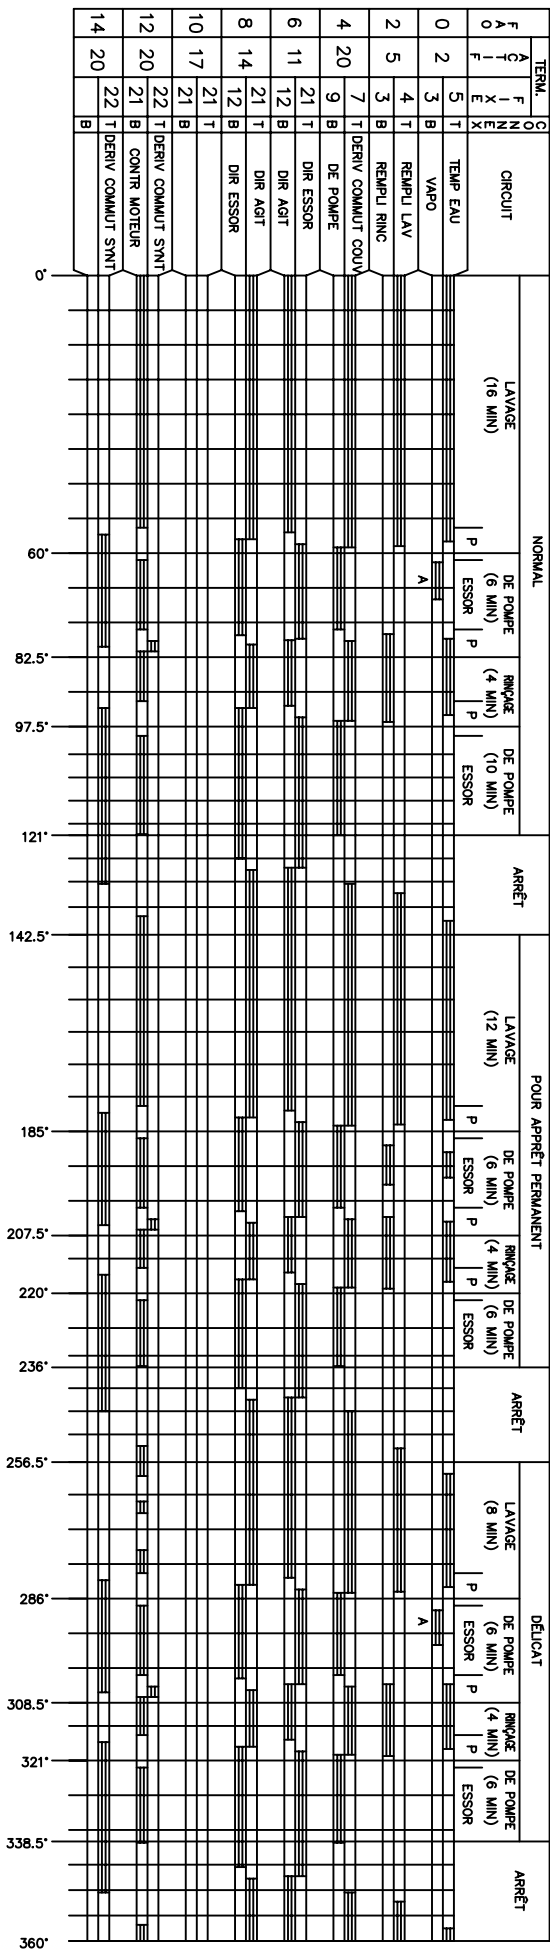 TERM.
NORMAL
POUR APPRÊT PERMANENT
DÉLICAT
FAO
ACTIF
FIXE
CONNEX
CIRCUIT
LAVAGE
(16 MIN)
DE POMPE
(6 MIN)
RINÇAGE
(4 MIN)
DE POMPE
(10 MIN)
ARRÊT
LAVAGE
(12 MIN)
DE POMPE
(6 MIN)
RINÇAGE
(4 MIN)
DE POMPE
(6 MIN)
ARRÊT
LAVAGE
(8 MIN)
DE POMPE
(6 MIN)
RINÇAGE
(4 MIN)
DE POMPE
(6 MIN)
ARRÊT
P ESSOR P P ESSOR P ESSOR P P ESSOR P ESSOR P P ESSOR
0 2 5 T TEMP EAU
3 B VAPO A A
2 5 4 T REMPLI LAV
3 B REMPLI RINC
4 20 7 T DERIV COMMUT COUV
9 B DE POMPE
6 11 21 T DIR ESSOR
12 B DIR AGIT
8 14 21 T DIR AGIT
12 B DIR ESSOR
10 17 21 T
21 B
12 20 22 T DERIV COMMUT SYNT
21 B CONTR MOTEUR
14 20 22 T DERIV COMMUT SYNT
B
0° 60° 82.5° 97.5° 121° 142.5° 185° 207.5° 220° 236° 256.5° 286° 308.5° 321° 338.5° 360°